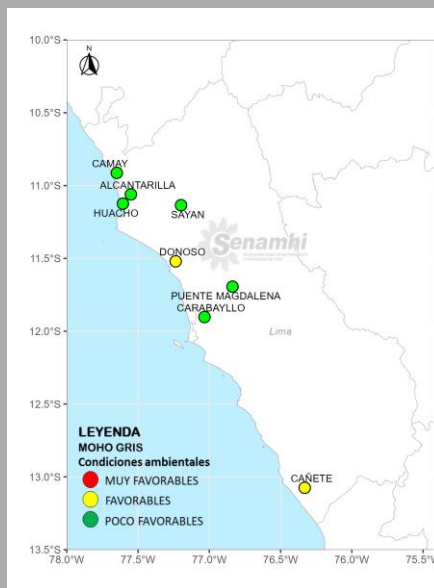 10.0°S
N
10.5°S
CAMAY
11.0°S
ALCANTARILLA
HUACHO
SAYAN
Senamhi
DONOSO
11.5°S
PUENTE MAGDALENA
CARABAYLLO
12.0°S
Lima
12.5°S
LEYENDA
MOHO GRIS
Condiciones ambientales
MUY FAVORABLES
FAVORABLES
POCO FAVORABLES
CAÑETE
13.0°S
13.5°S
78.0°W
77.5°W
77.0°W
76.5°W
76.0°W
75.5°W